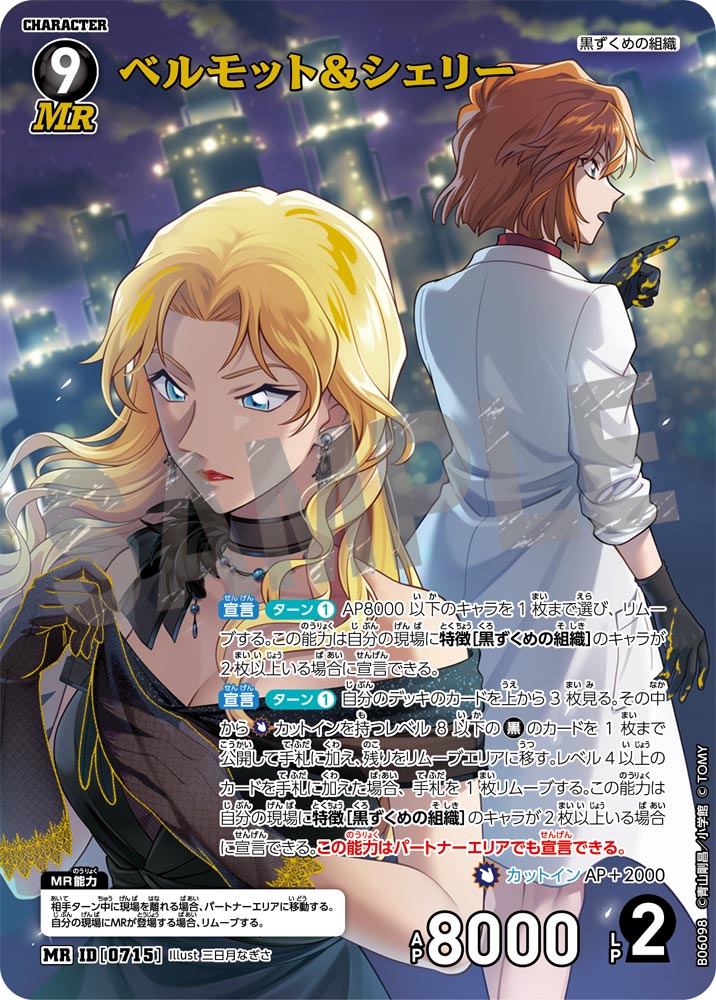 CHARACTER
9
MR
ベルモット&シェリー
黒ずくめの組織
SAMPLE
宣言 ターン1 AP8000以下のキャラを1枚まで選び、リムー
ブする。この能力は自分の現場に特徴[黒ずくめの組織]のキャラが
2枚以上いる場合に宣言できる。
宣言 ターン1 自分のデッキのカードを上から3枚見る。その中
から カットインを持つレベル8以下の黒のカードを1枚まで
公開して手札に加え、残りをリムーブエリアに移す。レベル4以上の
カードを手札に加えた場合、手札を1枚リムーブする。この能力は
自分の現場に特徴[黒ずくめの組織]のキャラが2枚以上いる場合
に宣言できる。この能力はパートナーエリアでも宣言できる。
カットイン AP+2000
MR能力
相手ターン中に現場を離れる場合、パートナーエリアに移動する。
自分の現場にMRが登場する場合、リムーブする。
MR ID[0715] Illust 三日月なぎさ
AP 8000
LP 2
B06098 ©青山剛昌/小学館 © TOMY